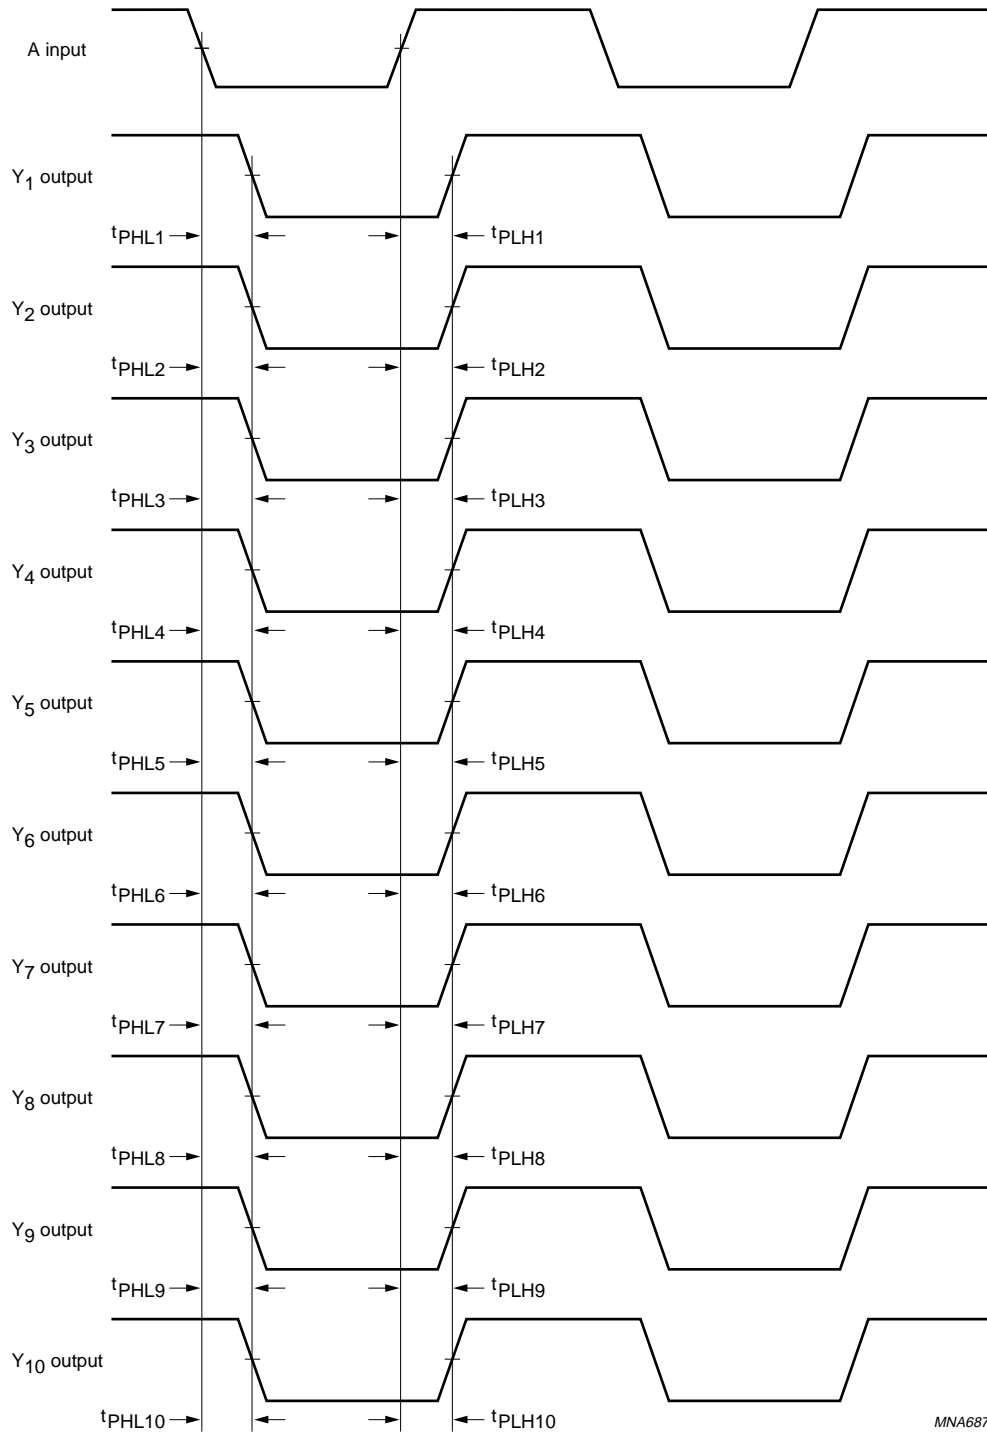 A input
Y1 output
tPHL1 tPLH1
Y2 output
tPHL2 tPLH2
Y3 output
tPHL3 tPLH3
Y4 output
tPHL4 tPLH4
Y5 output
tPHL5 tPLH5
Y6 output
tPHL6 tPLH6
Y7 output
tPHL7 tPLH7
Y8 output
tPHL8 tPLH8
Y9 output
tPHL9 tPLH9
Y10 output
tPHL10 tPLH10
MNA687